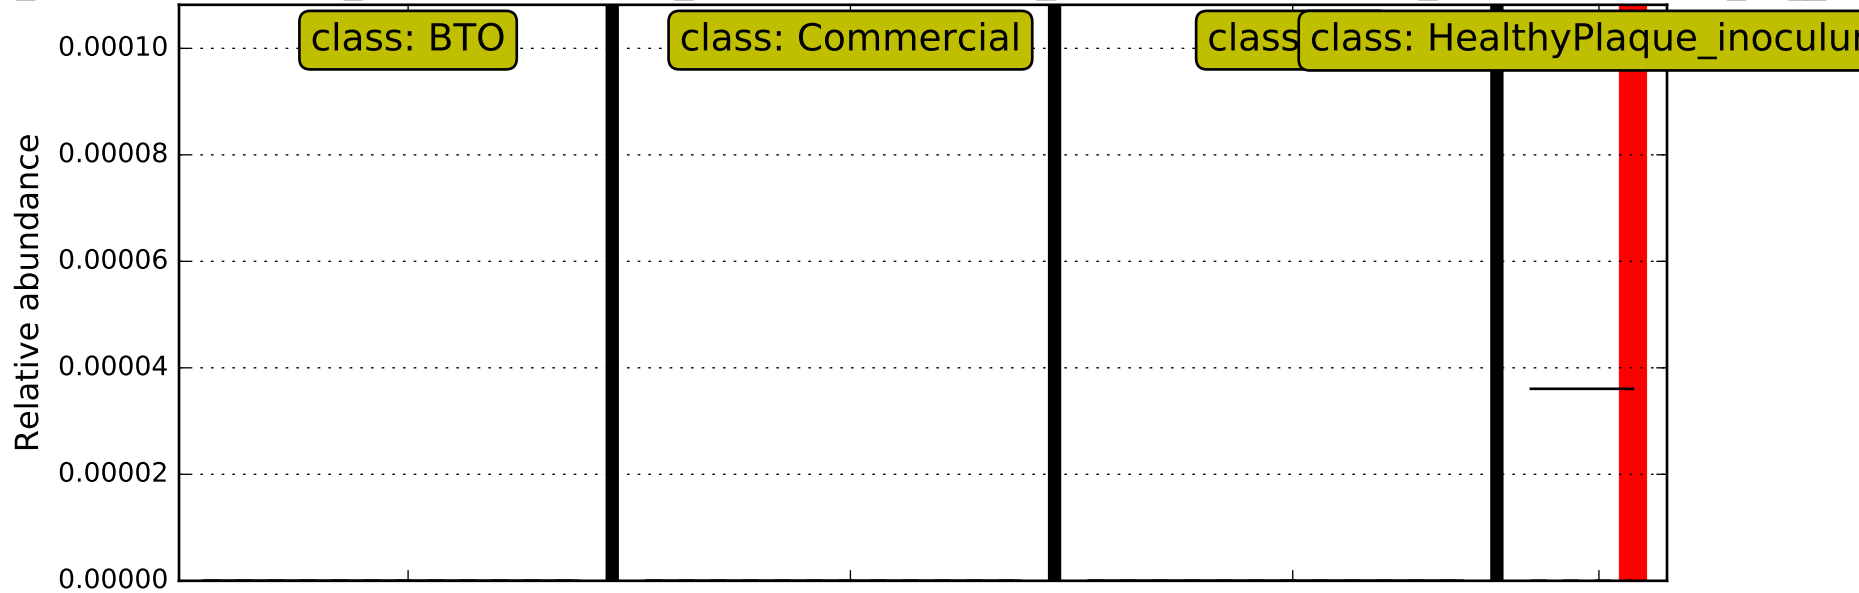 class: BTO
class: Commercial
class
class: HealthyPlaque_inoculu
0.00010
0.00008
0.00006
0.00004
0.00002
0.00000
Relative abundance